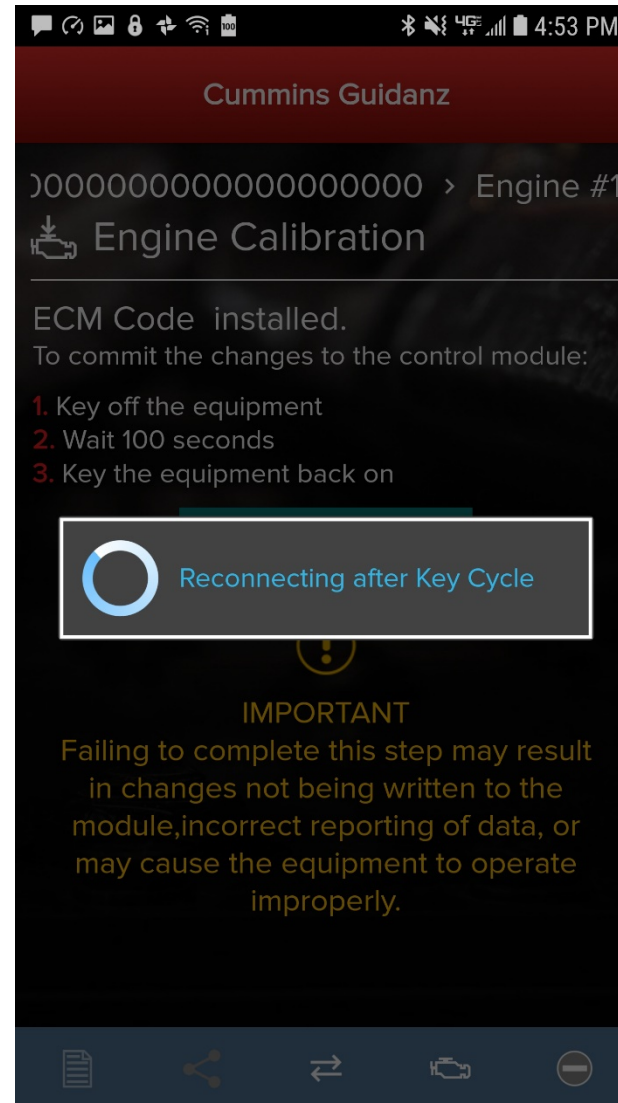 100 4G 4:53 PM
Cummins Guidanz
00000000000000000000 > Engine #1
Engine Calibration
ECM Code installed.
To commit the changes to the control module:
1. Key off the equipment
2. Wait 100 seconds
3. Key the equipment back on
Reconnecting after Key Cycle
IMPORTANT
Failing to complete this step may result
in changes not being written to the
module,incorrect reporting of data, or
may cause the equipment to operate
improperly.